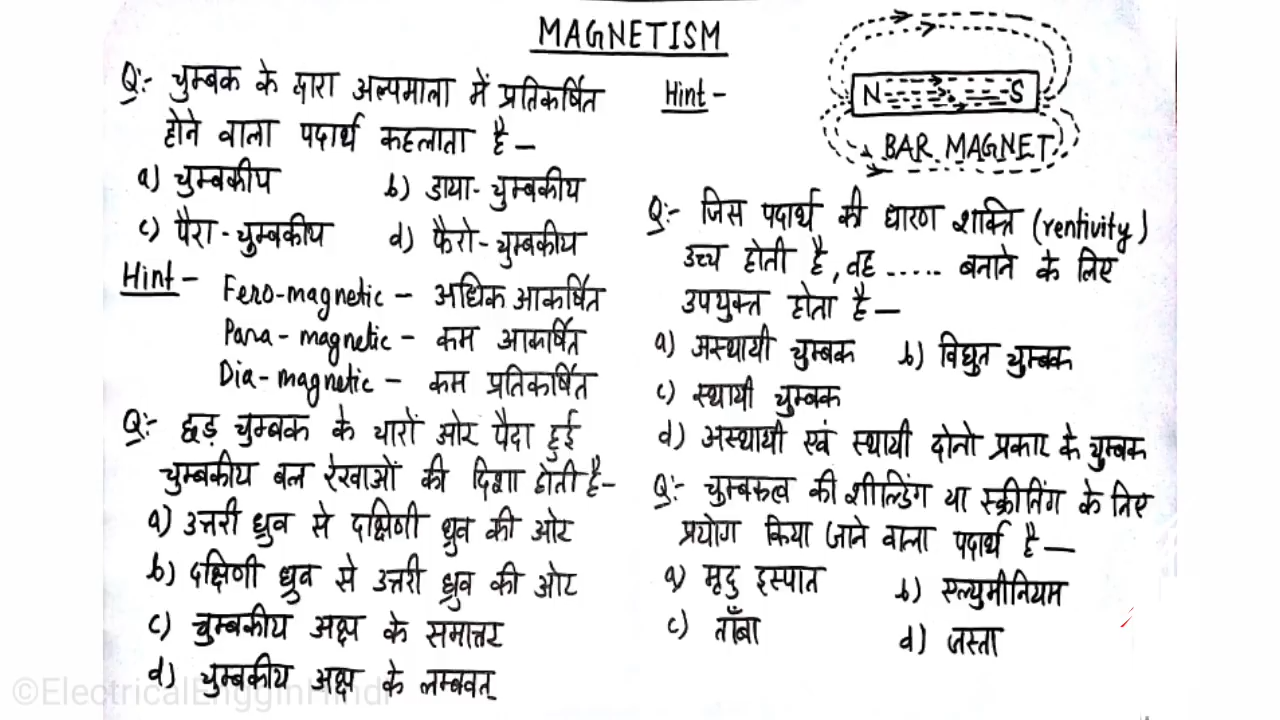 MAGNETISM
Q:- चुम्बक के द्वारा अल्पमात्रा में प्रतिकर्षित
होने वाला पदार्थ कहलाता है —
a) चुम्बकीय b) डाया-चुम्बकीय
c) पैरा-चुम्बकीय d) फैरो-चुम्बकीय
Hint - Fero-magnetic - अधिक आकर्षित
Para-magnetic - कम आकर्षित
Dia-magnetic - कम प्रतिकर्षित
Q:- छड़ चुम्बक के चारों ओर पैदा हुई
चुम्बकीय बल रेखाओं की दिशा होती है-
a) उत्तरी ध्रुव से दक्षिणी ध्रुव की ओर
b) दक्षिणी ध्रुव से उत्तरी ध्रुव की ओर
c) चुम्बकीय अक्ष के समान्तर
d) चुम्बकीय अक्ष के लम्बवत्
©ElectricalEngginHindi
Hint -
N S
BAR MAGNET
Q:- जिस पदार्थ की धारण शक्ति (rentivity)
उच्च होती है, वह ..... बनाने के लिए
उपयुक्त होता है —
a) अस्थायी चुम्बक b) विधुत चुम्बक
c) स्थायी चुम्बक
d) अस्थायी एवं स्थायी दोनो प्रकार के चुम्बक
Q:- चुम्बकत्व की शील्डिंग या स्क्रीनिंग के लिए
प्रयोग किया जाने वाला पदार्थ है —
a) मृदु इस्पात b) एल्युमीनियम
c) ताँबा d) जस्ता